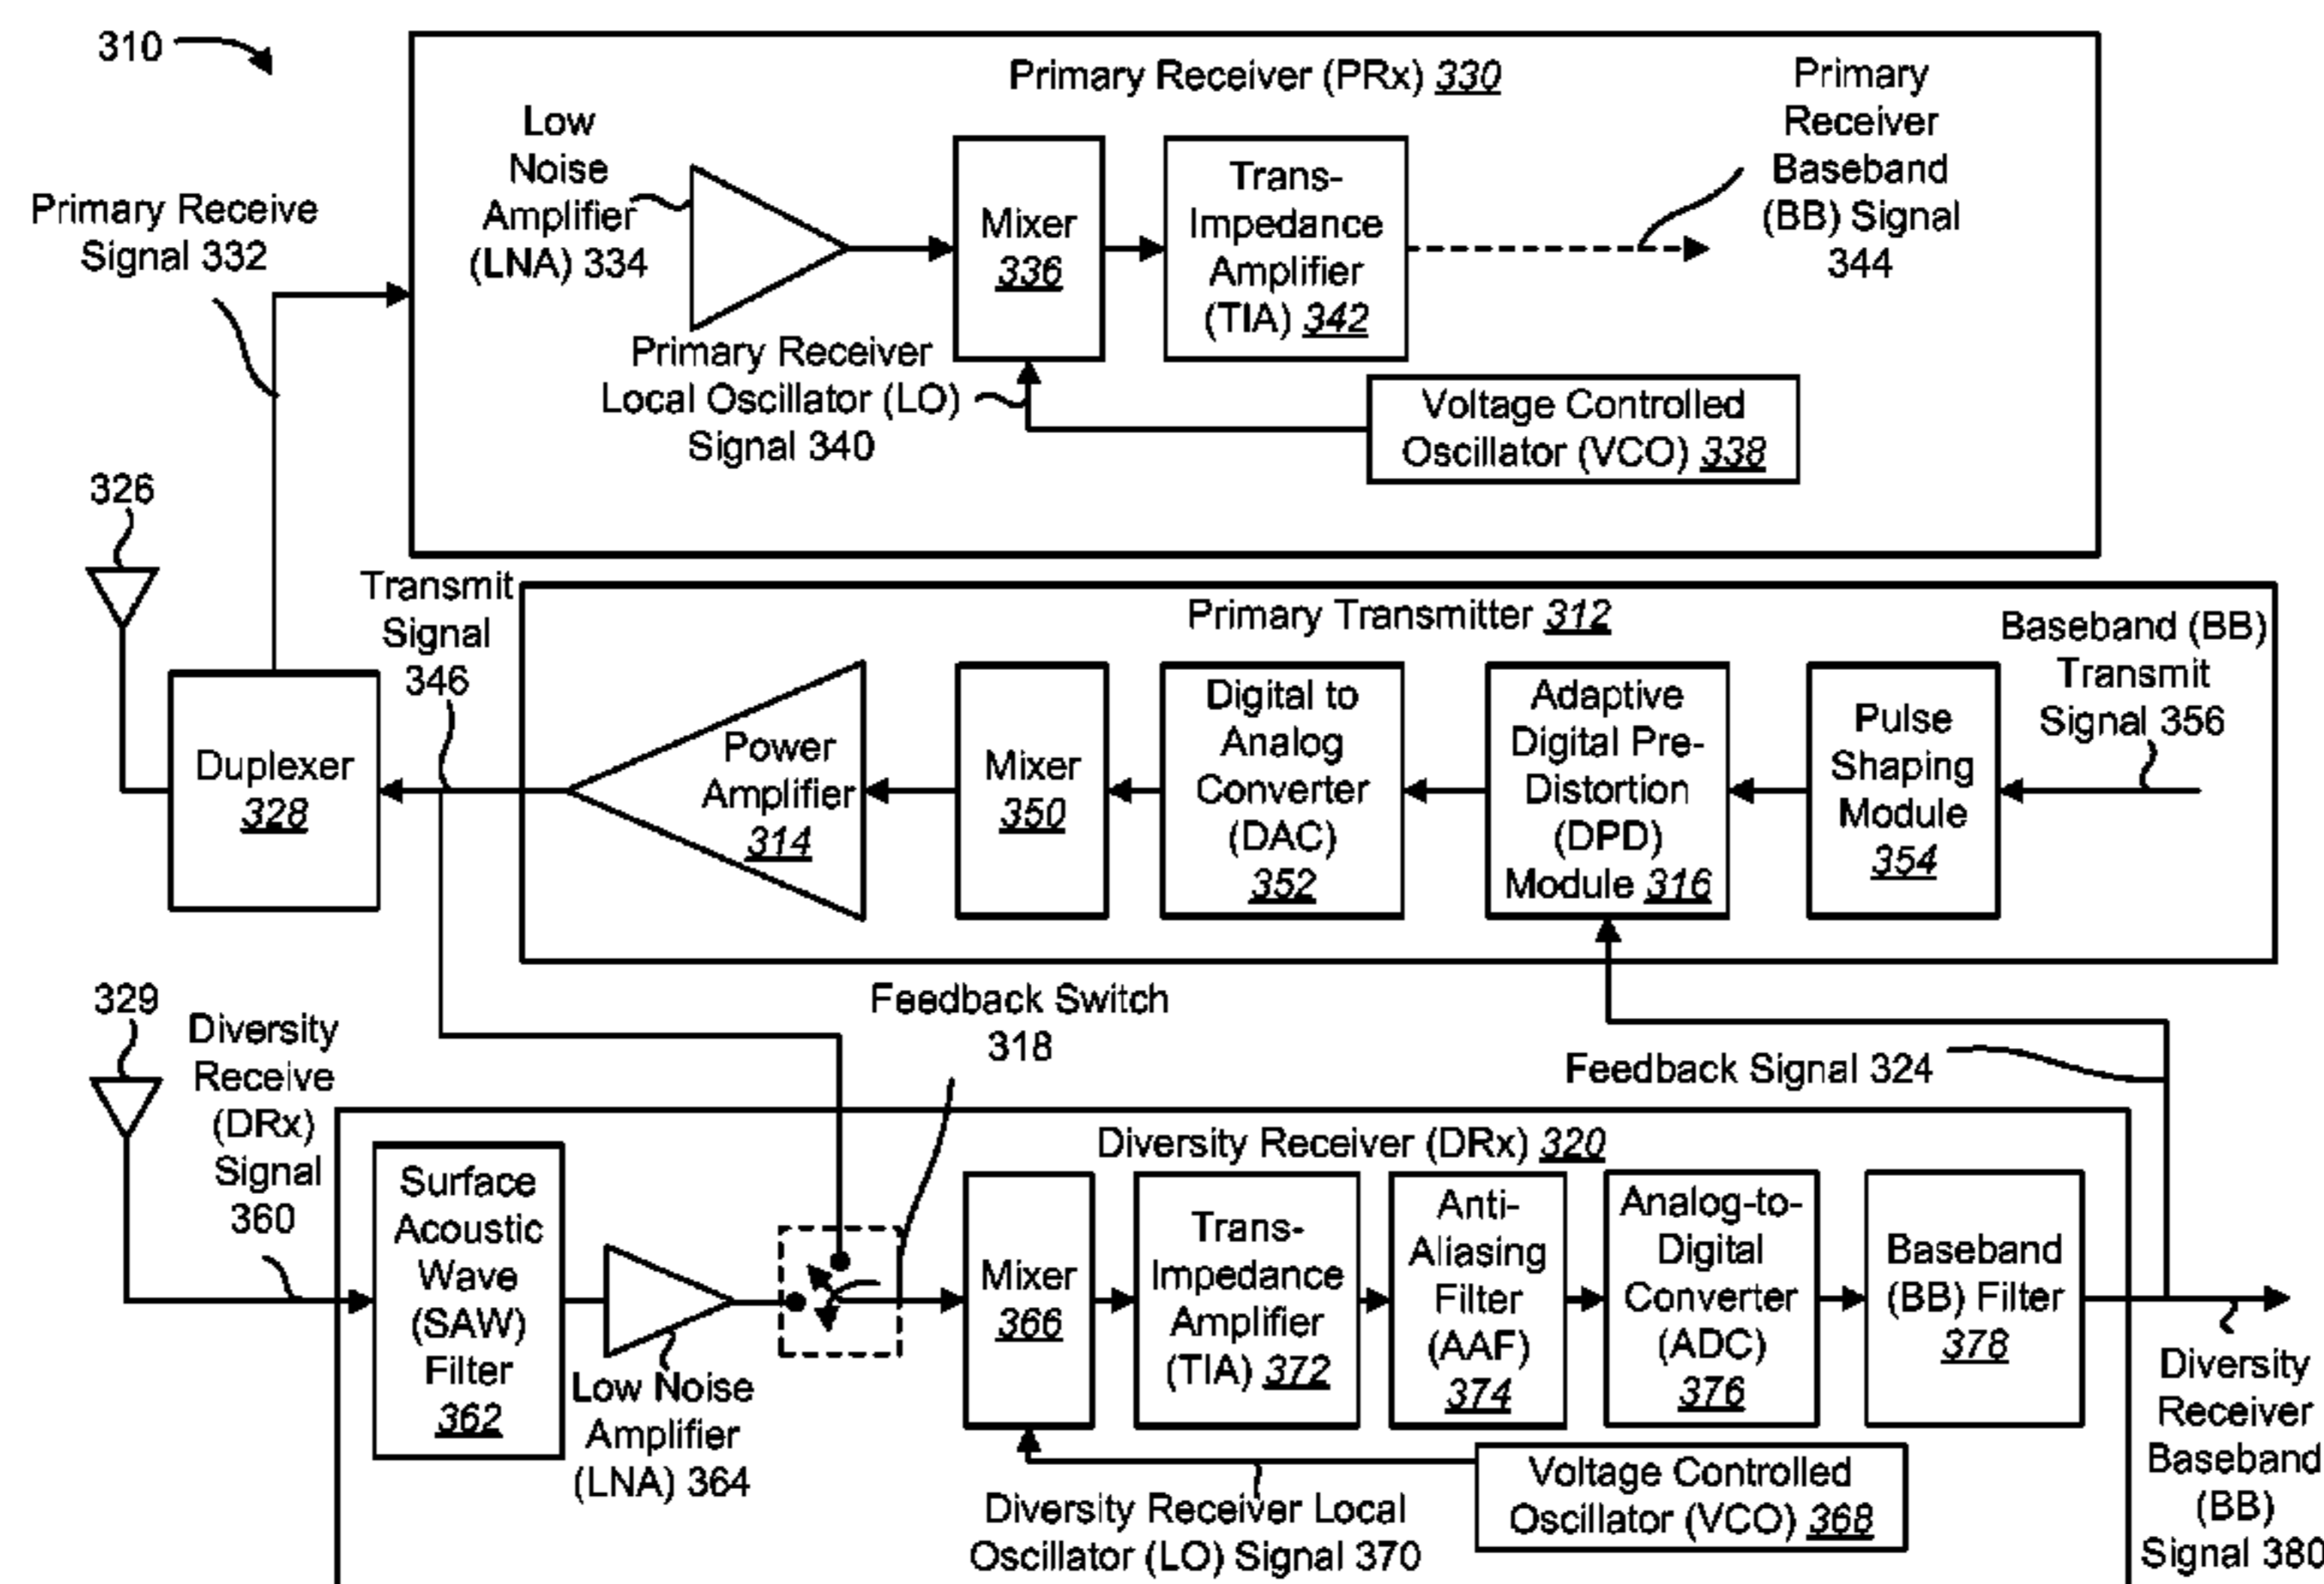 310
Primary Receiver (PRx) 330
Primary
Receiver
Baseband
(BB) Signal
344
Low
Noise
Amplifier
(LNA) 334
Mixer
336
Trans-
Impedance
Amplifier
(TIA) 342
Primary Receive
Signal 332
Primary Receiver
Local Oscillator (LO)
Signal 340
Voltage Controlled
Oscillator (VCO) 338
326
Transmit
Signal
346
Primary Transmitter 312
Baseband (BB)
Transmit
Signal 356
Duplexer
328
Power
Amplifier
314
Mixer
350
Digital to
Analog
Converter
(DAC)
352
Adaptive
Digital Pre-
Distortion
(DPD)
Module 316
Pulse
Shaping
Module
354
329
Diversity
Receive
(DRx)
Signal
360
Feedback Switch
318
Feedback Signal 324
Diversity Receiver (DRx) 320
Surface
Acoustic
Wave
(SAW)
Filter
362
Low Noise
Amplifier
(LNA) 364
Mixer
366
Trans-
Impedance
Amplifier
(TIA) 372
Anti-
Aliasing
Filter
(AAF)
374
Analog-to-
Digital
Converter
(ADC)
376
Baseband
(BB) Filter
378
Diversity Receiver Local
Oscillator (LO) Signal 370
Voltage Controlled
Oscillator (VCO) 368
Diversity
Receiver
Baseband
(BB)
Signal 380